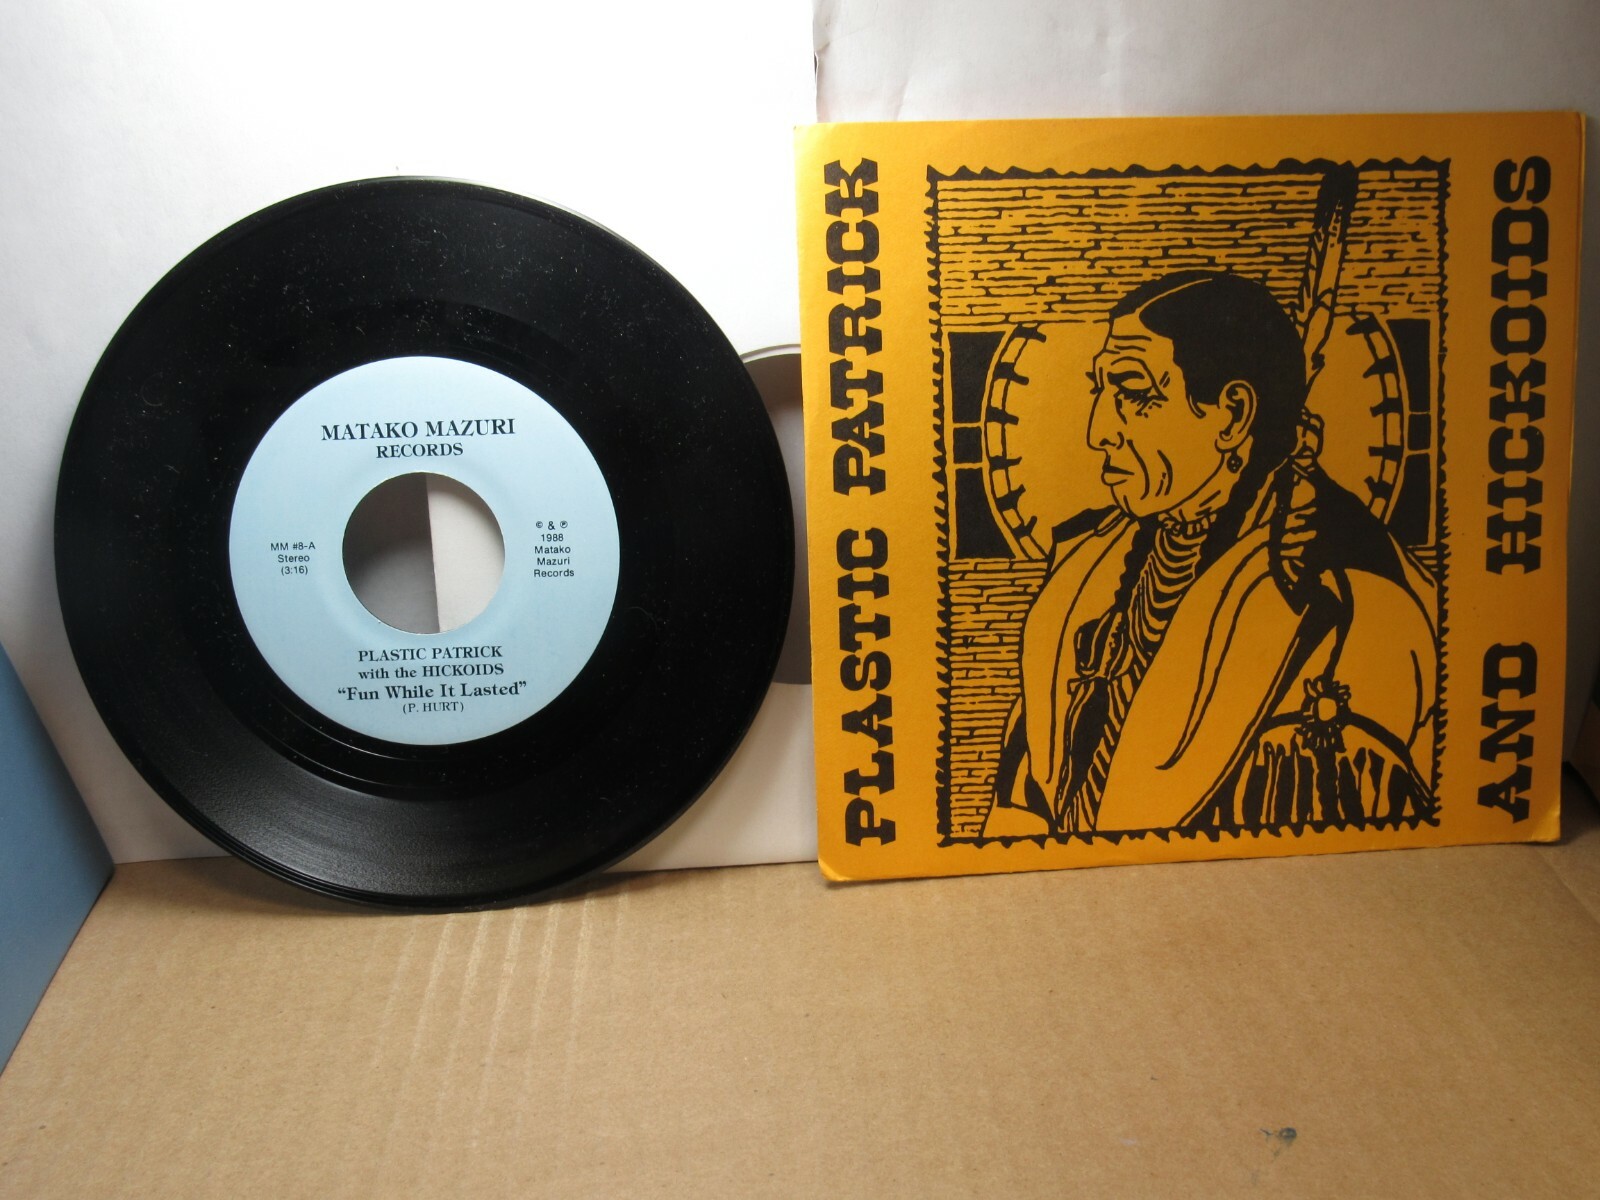 MATAKO MAZURI
RECORDS
MM #8-A
Stereo
(3:16)
© & ℗
1988
Matako
Mazuri
Records
PLASTIC PATRICK
with the HICKOIDS
“Fun While It Lasted”
(P. HURT)
PLASTIC PATRICK
AND HICKOIDS